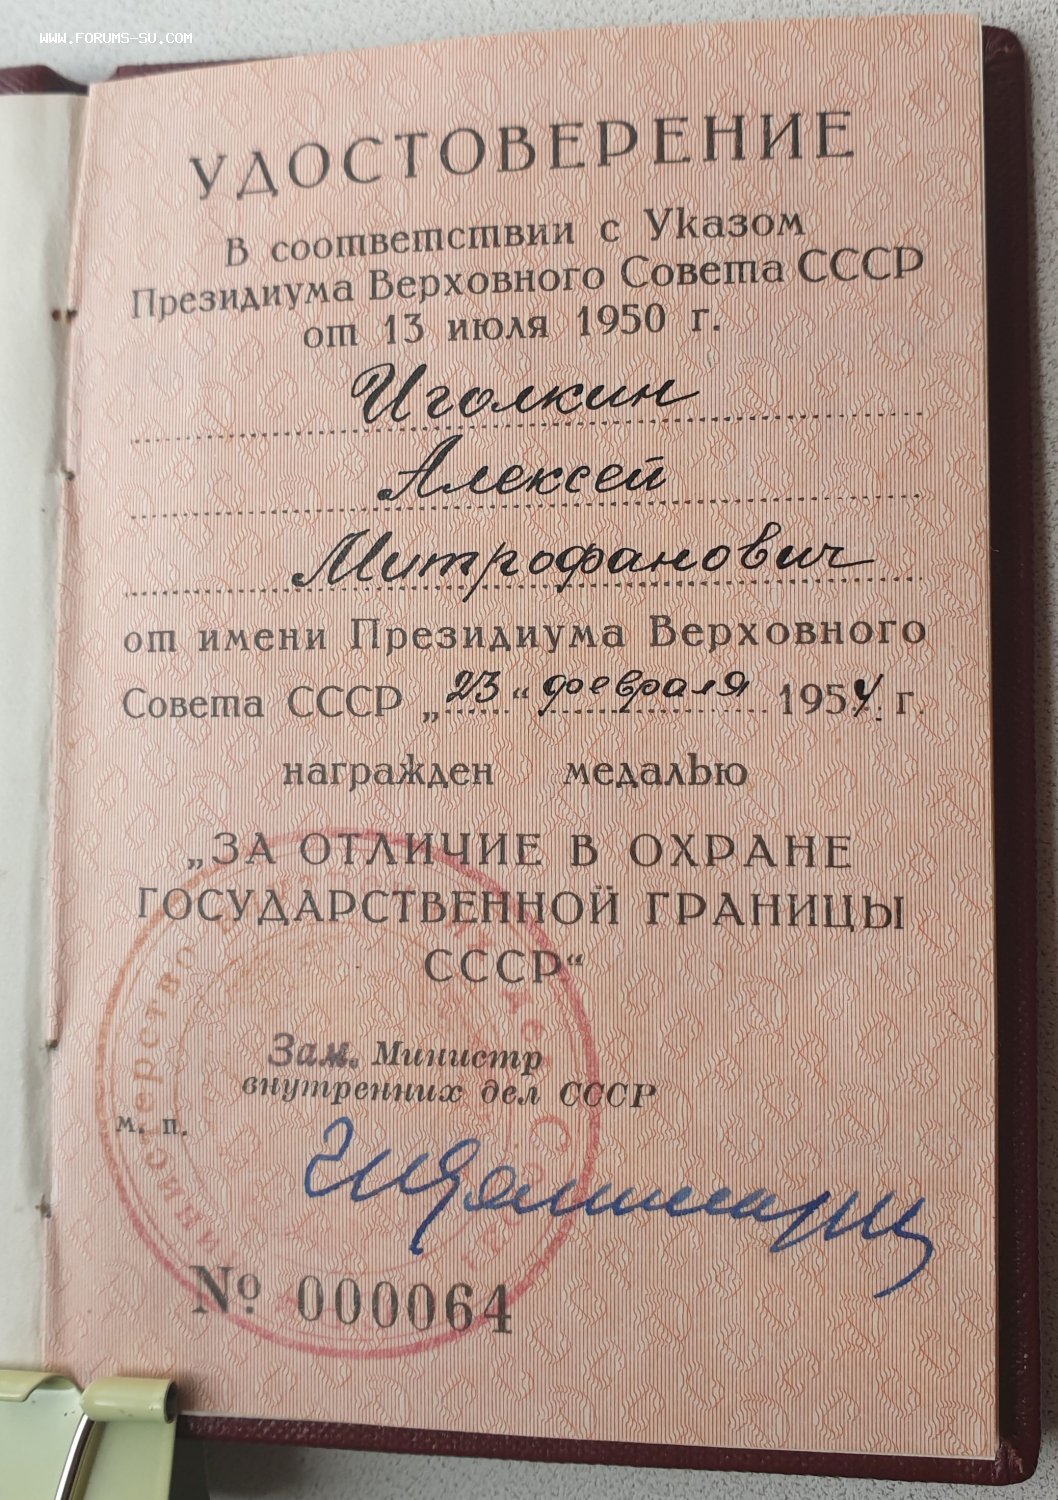 WWW.FORUMS-SU.COM
УДОСТОВЕРЕНИЕ
В соответствии с Указом
Президиума Верховного Совета СССР
от 13 июля 1950 г.
Иголкин
Алексей
Митрофанович
от имени Президиума Верховного
Совета СССР „23“ февраля 1954 г.
награжден медалью
„ЗА ОТЛИЧИЕ В ОХРАНЕ
ГОСУДАРСТВЕННОЙ ГРАНИЦЫ
СССР“
Зам. Министр
внутренних дел СССР
м. п.
№ 000064